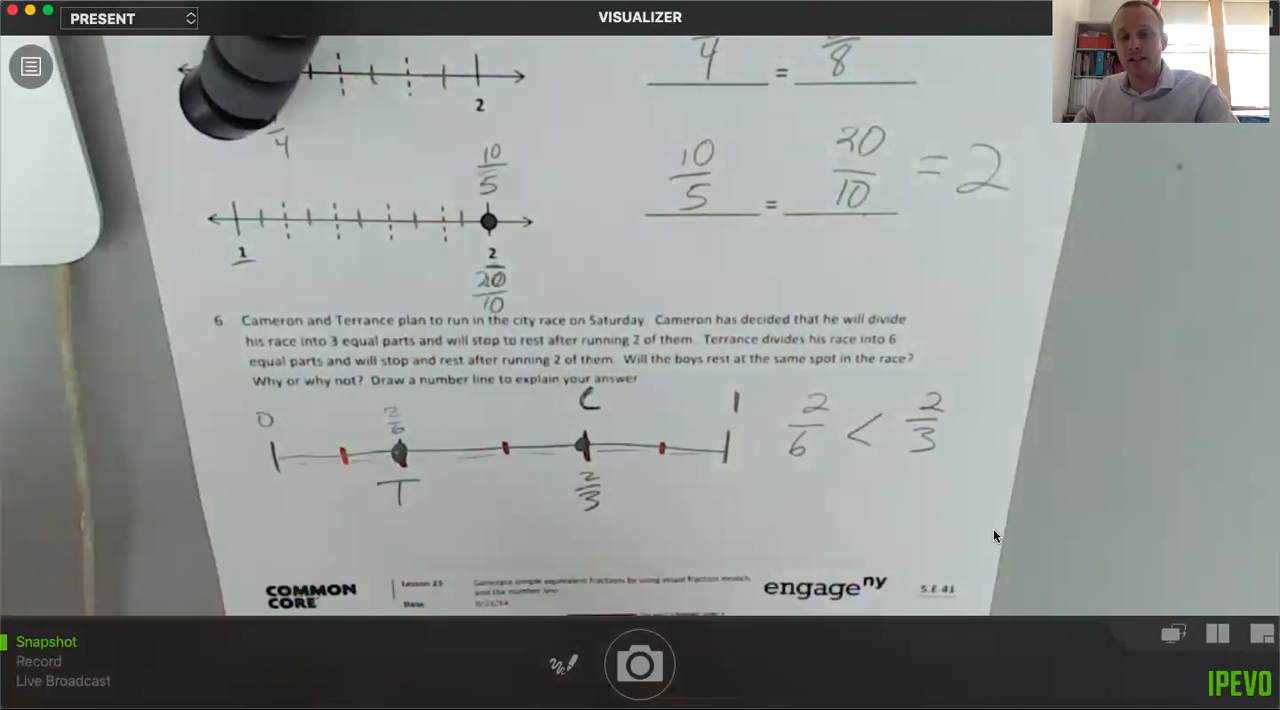 PRESENT
VISUALIZER
4 = 8
2
4
10
5
10
5 = 20
10 = 2
1
2
20
10
6. Cameron and Terrance plan to run in the city race on Saturday. Cameron has decided that he will divide
his race into 3 equal parts and will stop to rest after running 2 of them. Terrance divides his race into 6
equal parts and will stop and rest after running 2 of them. Will the boys rest at the same spot in the race?
Why or why not? Draw a number line to explain your answer
0 2/6 C 1
2/6 < 2/3
T 2/3
COMMON
CORE
Lesson 21
Date:
engageny
Snapshot
Record
Live Broadcast
IPEVO